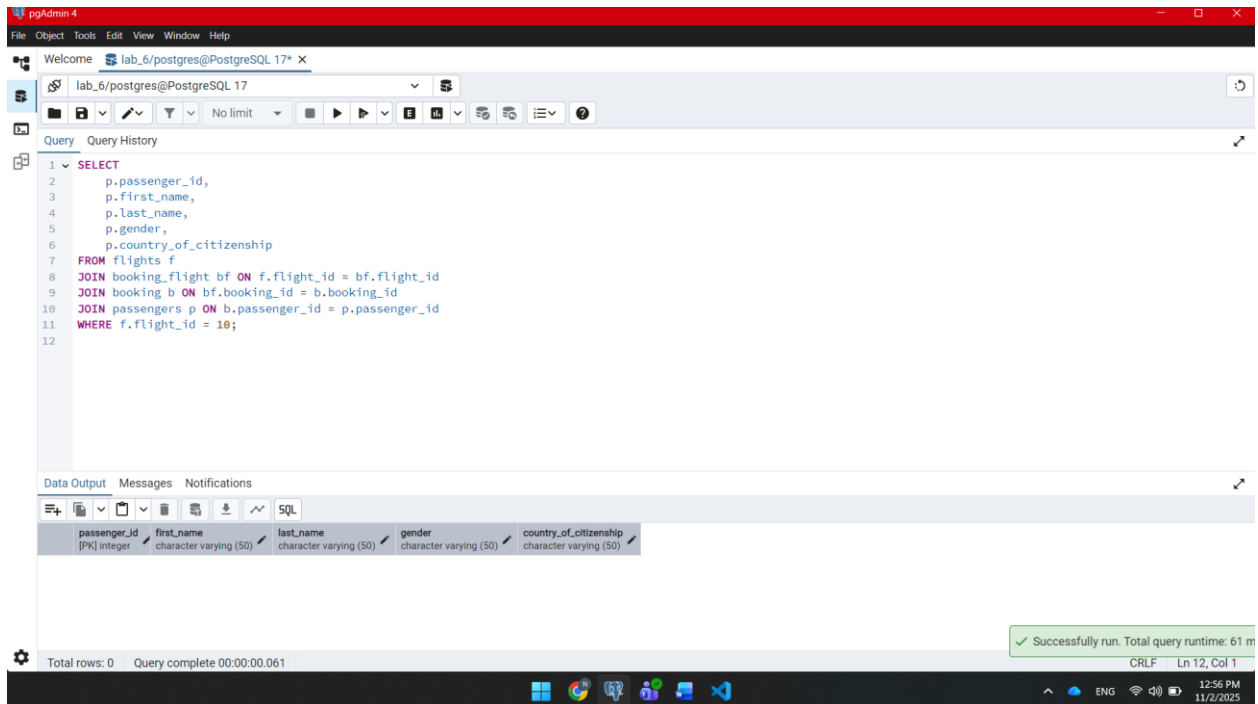 pgAdmin 4
File Object Tools Edit View Window Help
Welcome lab_6/postgres@PostgreSQL 17*
lab_6/postgres@PostgreSQL 17
No limit
Query Query History
1 SELECT
2 p.passenger_id,
3 p.first_name,
4 p.last_name,
5 p.gender,
6 p.country_of_citizenship
7 FROM flights f
8 JOIN booking_flight bf ON f.flight_id = bf.flight_id
9 JOIN booking b ON bf.booking_id = b.booking_id
10 JOIN passengers p ON b.passenger_id = p.passenger_id
11 WHERE f.flight_id = 10;
12
Data Output Messages Notifications
SQL
passenger_id first_name last_name gender country_of_citizenship
[PK] integer character varying (50) character varying (50) character varying (50) character varying (50)
Successfully run. Total query runtime: 61 m
Total rows: 0 Query complete 00:00:00.061 CRLF Ln 12, Col 1
ENG 12:56 PM
11/2/2025